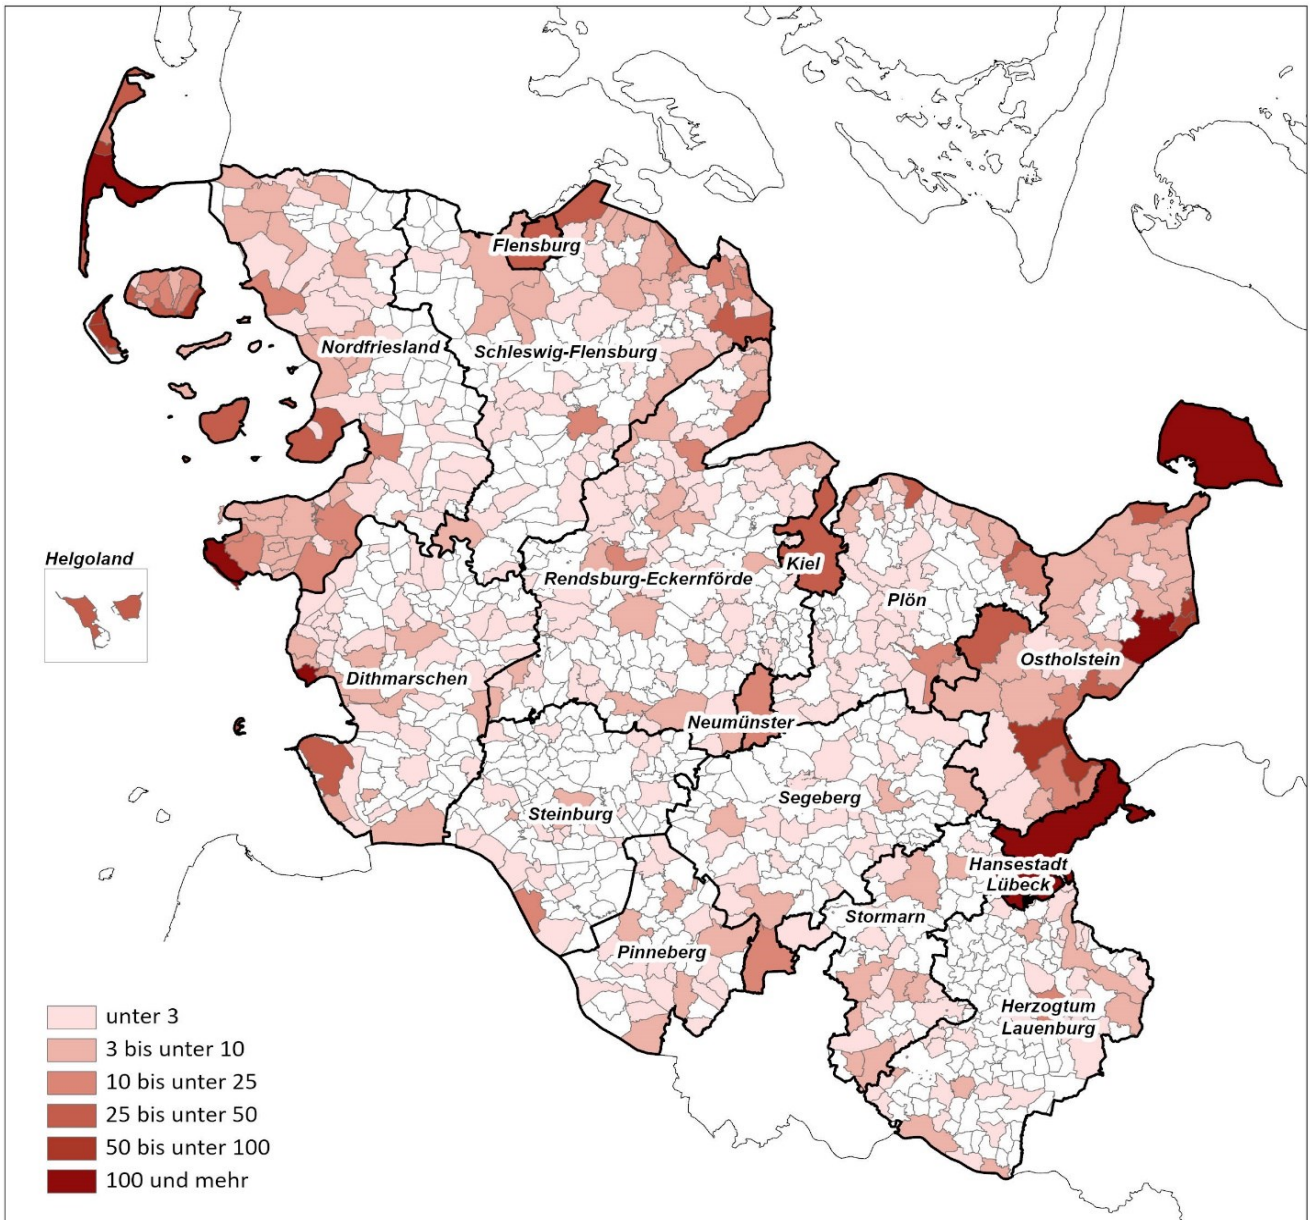 Flensburg
Nordfriesland
Schleswig-Flensburg
Helgoland
Kiel
Rendsburg-Eckernförde
Plön
Ostholstein
Dithmarschen
Neumünster
Segeberg
Steinburg
Hansestadt
Lübeck
Stormarn
Pinneberg
Herzogtum
Lauenburg
unter 3
3 bis unter 10
10 bis unter 25
25 bis unter 50
50 bis unter 100
100 und mehr